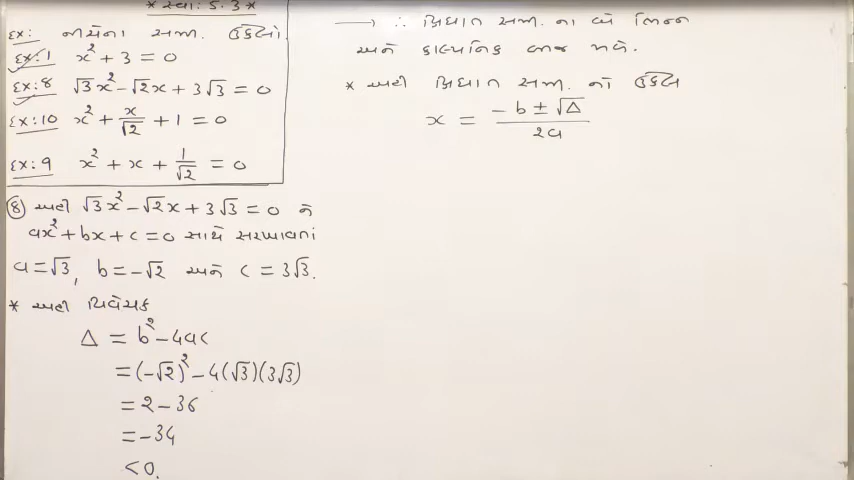 * સ્વા: 5.3 *
Ex: નીચેના સમી. ઉકેલો.
Ex:1 x² + 3 = 0
Ex:8 √3x² − √2x + 3√3 = 0
Ex:10 x² + x/√2 + 1 = 0
Ex:9 x² + x + 1/√2 = 0
⑧ અહીં √3x² − √2x + 3√3 = 0 ને
ax² + bx + c = 0 સાથે સરખાવતાં
a = √3, b = −√2 અને c = 3√3.
* અહીં વિવેચક
Δ = b² − 4ac
= (−√2)² − 4(√3)(3√3)
= 2 − 36
= −34
< 0.
⟶ ∴ દ્વિઘાત સમી. ના બે ભિન્ન
અને કાલ્પનિક બીજ મળે.
* અહીં દ્વિઘાત સમી. નો ઉકેલ
x = (−b ± √Δ)/2a